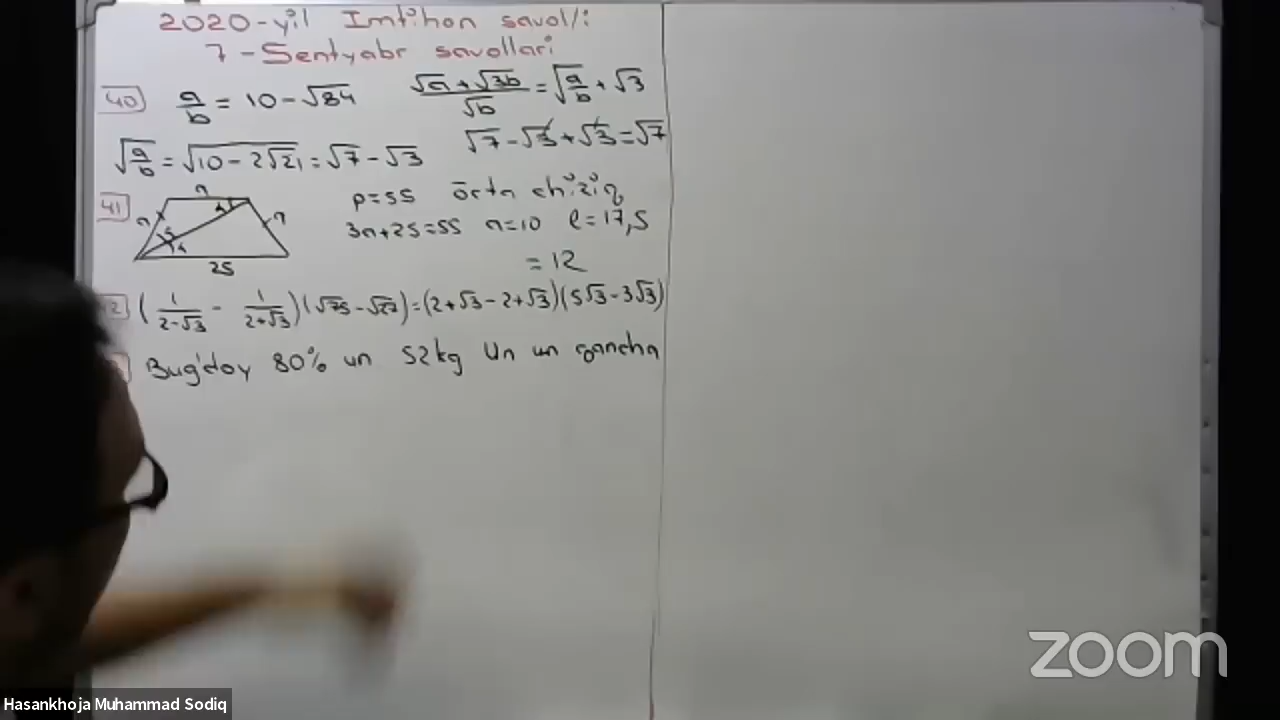 2020-yil Imtihon savol/i
7-Sentyabr savollari
40 a/b = 10 - √84 (√a + √3b)/√b = √(a/b) + √3
√(a/b) = √(10 - 2√21) = √7 - √3 √7 - √3 + √3 = √7
41 a a a 25 P=55 o'rta chiziq
3a+25=55 a=10 l=17,5
(1/(2-√3) - 1/(2+√3))(√75 - √27) = (2+√3-2+√3)(5√3-3√3) = 12
Bug'doy 80% un 52kg un un qancha
zoom
Hasankhoja Muhammad Sodiq